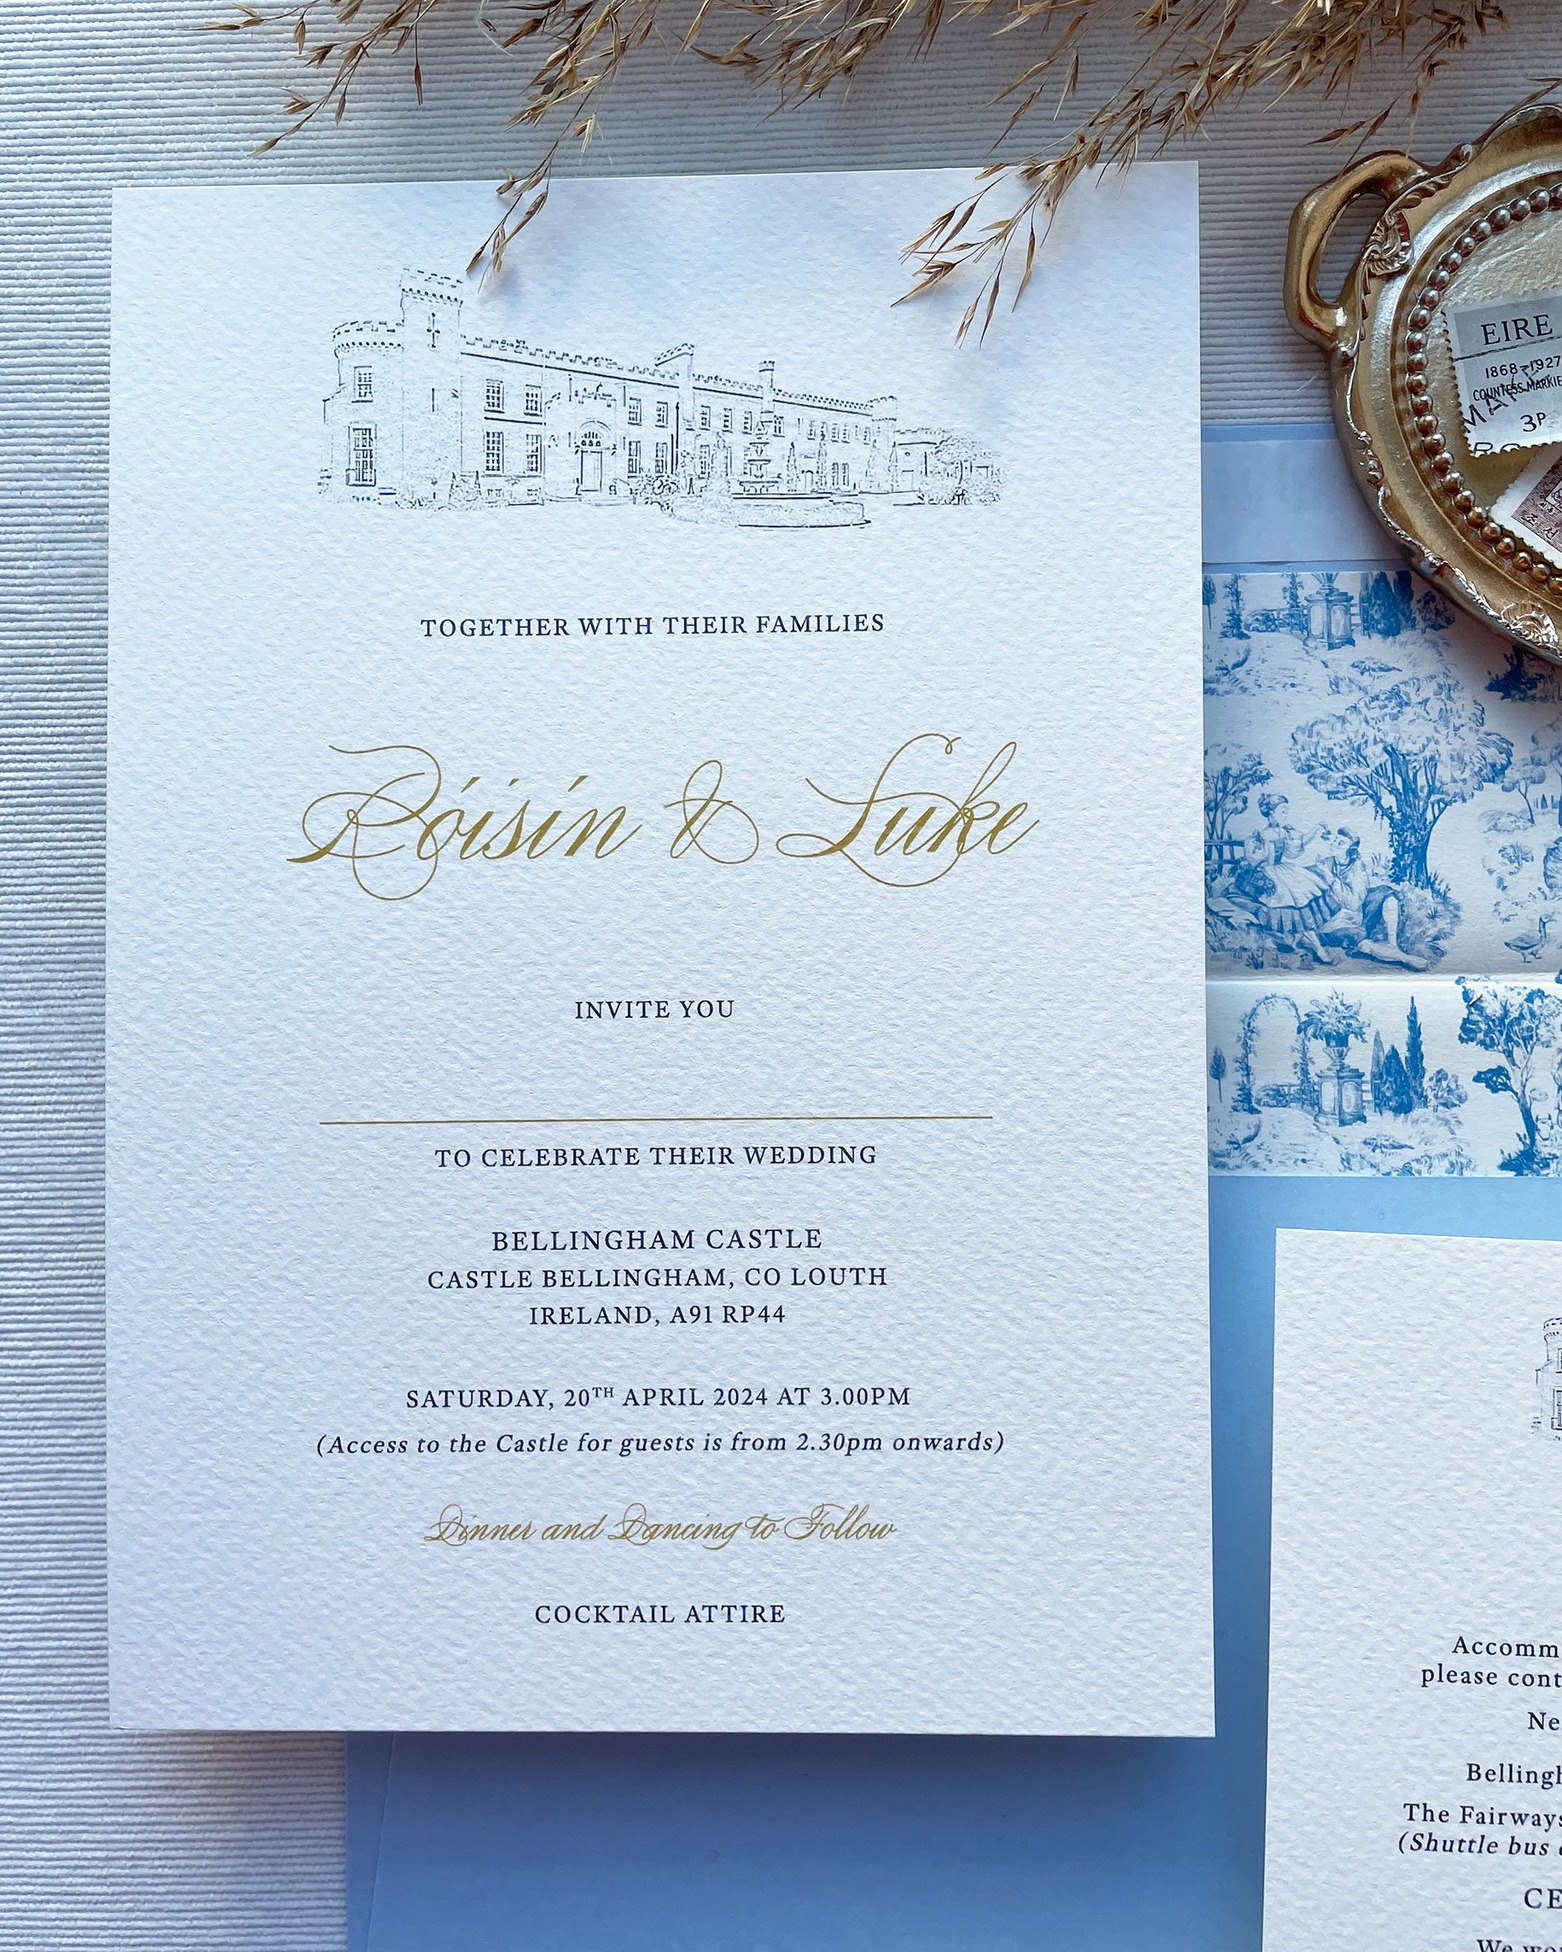 TOGETHER WITH THEIR FAMILIES
Róisín & Luke
INVITE YOU
TO CELEBRATE THEIR WEDDING
BELLINGHAM CASTLE
CASTLE BELLINGHAM, CO LOUTH
IRELAND, A91 RP44
SATURDAY, 20TH APRIL 2024 AT 3.00PM
(Access to the Castle for guests is from 2.30pm onwards)
Dinner and Dancing to Follow
COCKTAIL ATTIRE
EIRE
1868-1927
COUNTESS MARKIE
3P
Accomm
please cont
Ne
Bellingh
The Fairways
(Shuttle bus
CE
We wo